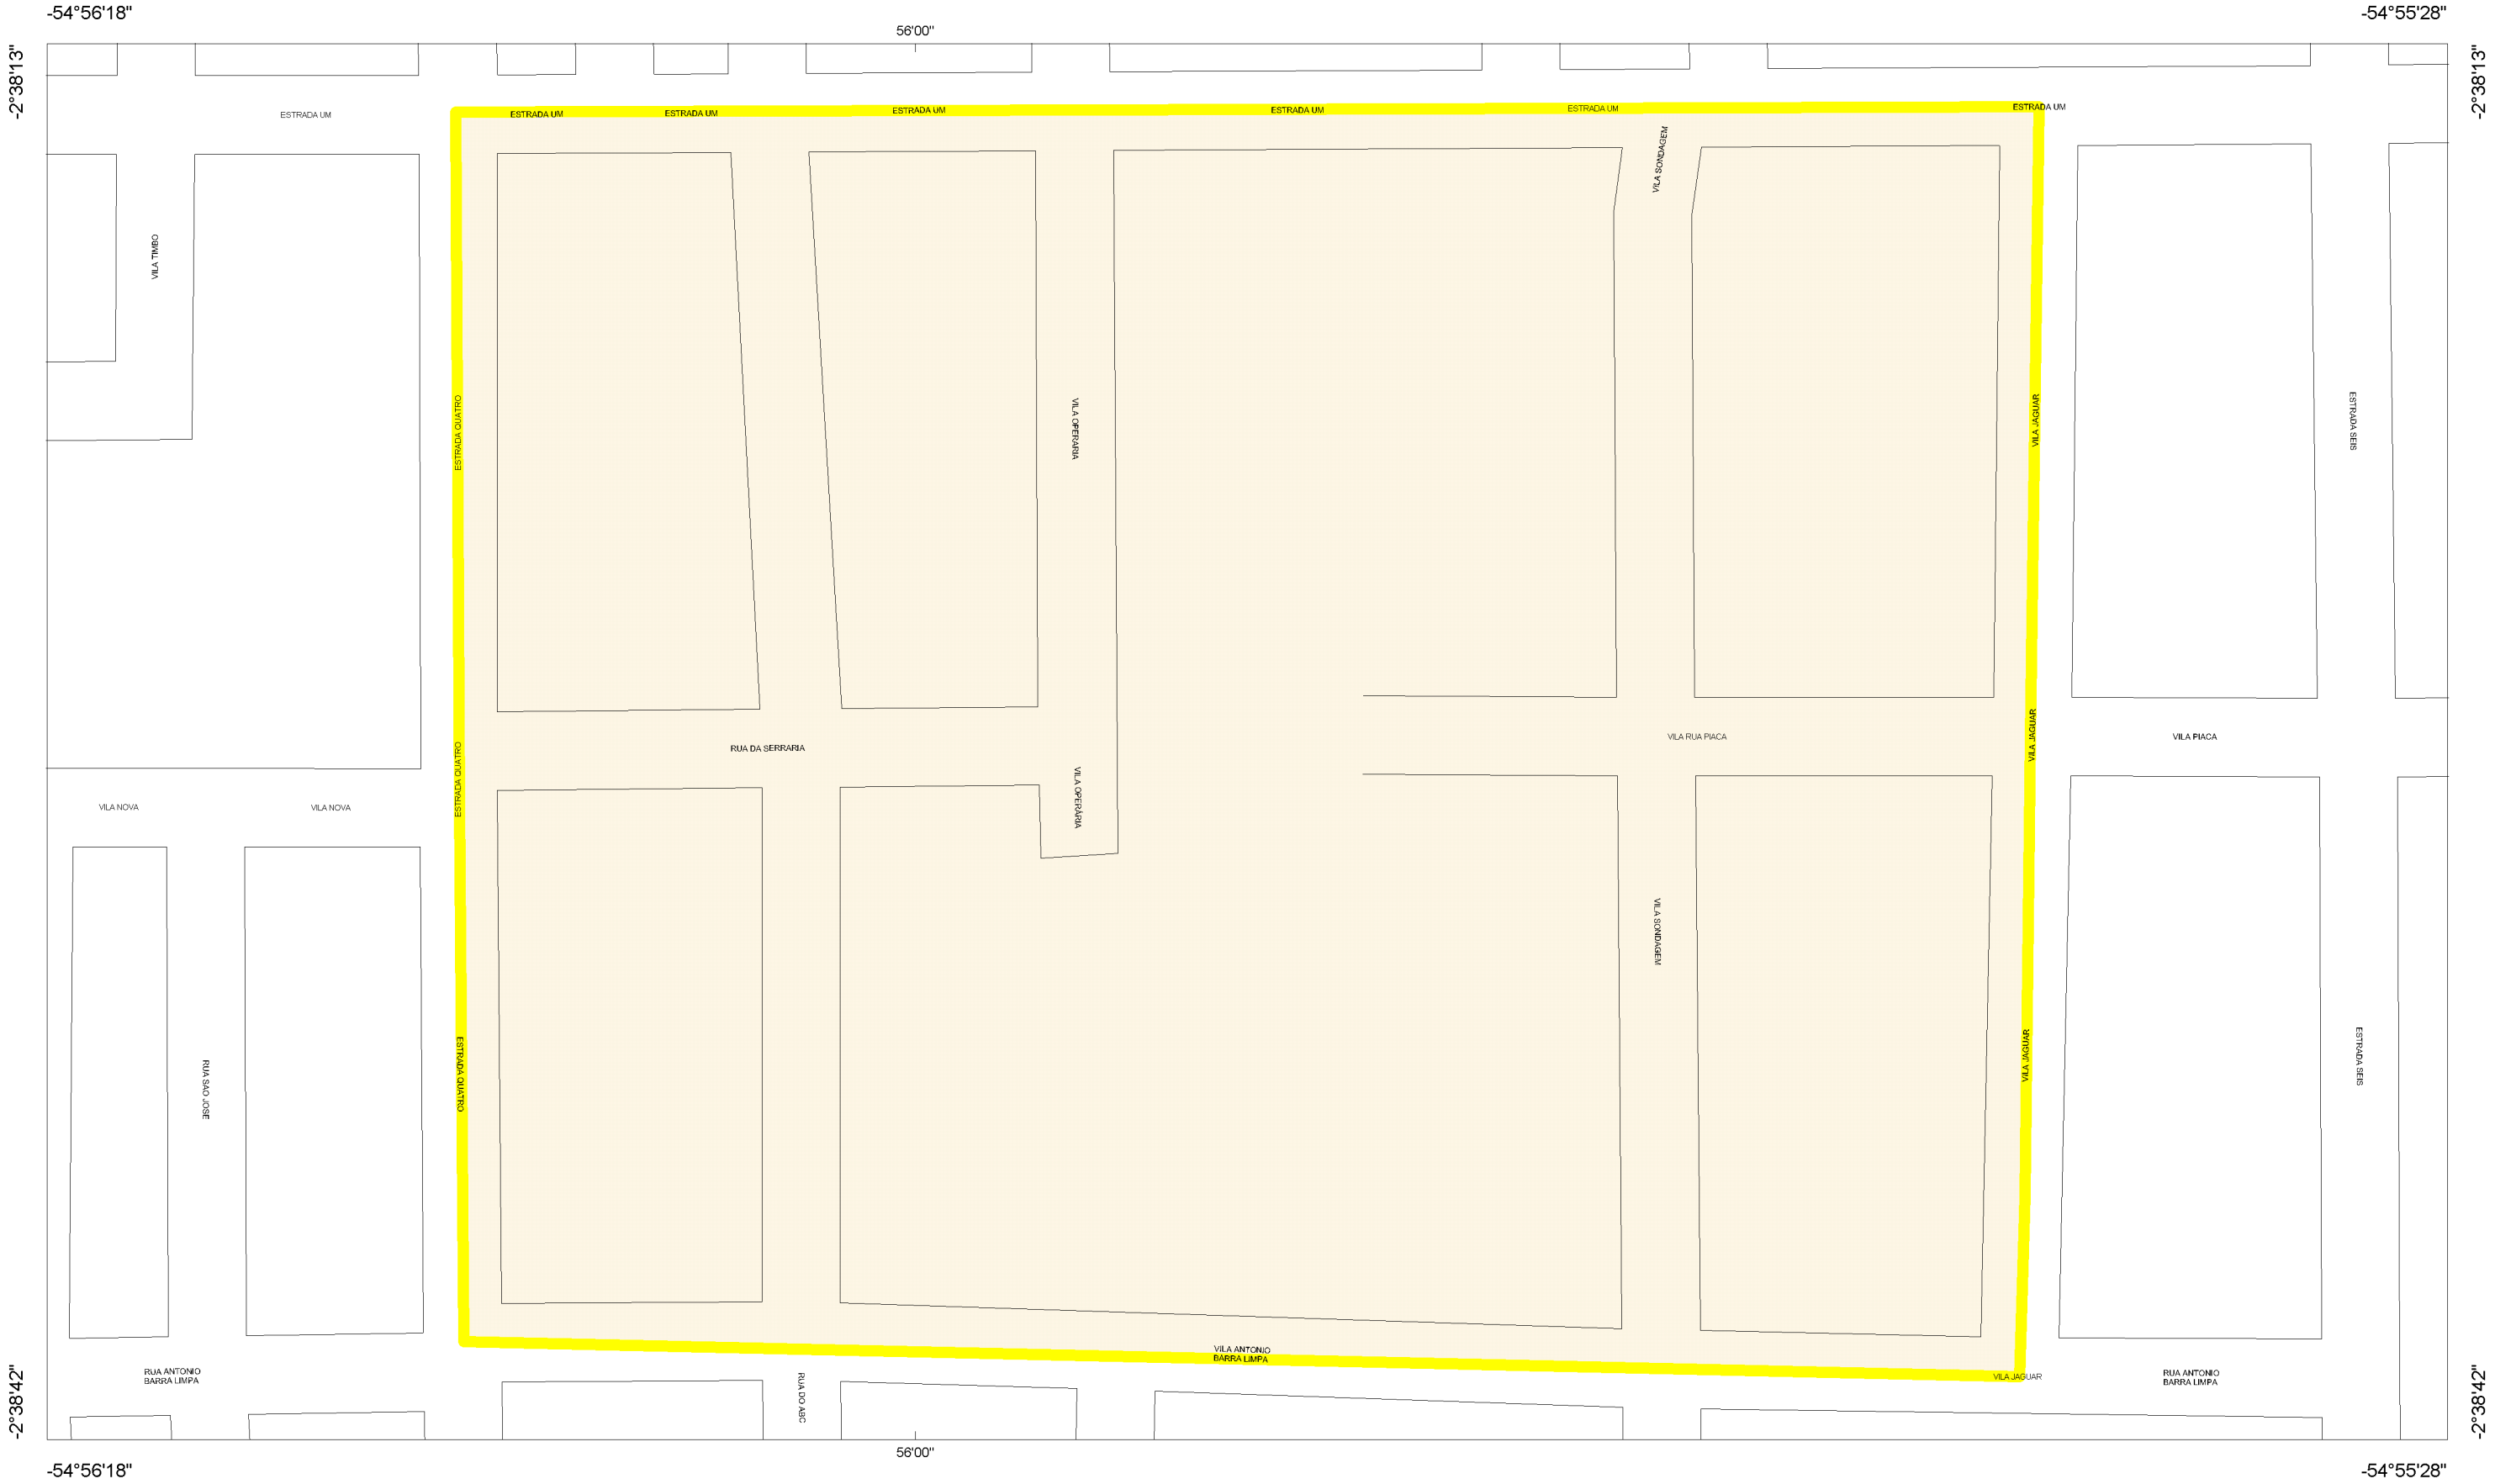 -54°56'18"
-54°55'28"
56'00"
-2°38'13"
-2°38'13"
ESTRADA UM
ESTRADA UM
ESTRADA UM
ESTRADA UM
ESTRADA UM
ESTRADA UM
ESTRADA UM
VILA SONDAGEM
VILA TIMBO
ESTRADA QUATRO
VILA OPERARIA
VILA JAGUAR
ESTRADA SEIS
RUA DA SERRARIA
VILA RUA PIACA
VILA JAGUAR
VILA PIACA
ESTRADA QUATRO
VILA OPERÁRIA
VILA NOVA
VILA NOVA
VILA SONDAGEM
RUA SAO JOSE
ESTRADA QUATRO
VILA JAGUAR
ESTRADA SEIS
VILA ANTONIO
BARRA LIMPA
RUA ANTONIO
BARRA LIMPA
RUA DO ABC
VILA JAGUAR
RUA ANTONIO
BARRA LIMPA
-2°38'42"
-2°38'42"
56'00"
-54°56'18"
-54°55'28"